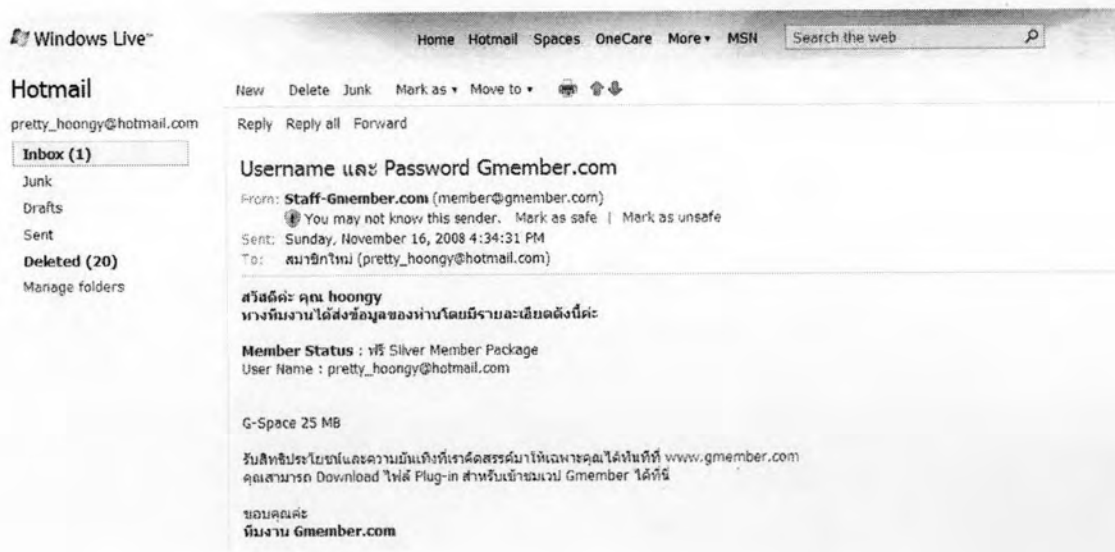 Windows Live™
Home Hotmail Spaces OneCare More MSN Search the web
Hotmail
pretty_hoongy@hotmail.com
Inbox (1)
Junk
Drafts
Sent
Deleted (20)
Manage folders
New Delete Junk Mark as Move to
Reply Reply all Forward
Username และ Password Gmember.com
From: Staff-Gmember.com (member@gmember.com)
You may not know this sender. Mark as safe | Mark as unsafe
Sent: Sunday, November 16, 2008 4:34:31 PM
To: สมาชิกใหม่ (pretty_hoongy@hotmail.com)
สวัสดีค่ะ คุณ hoongy
ทางทีมงานได้ส่งข้อมูลของท่านโดยมีรายละเอียดดังนี้ค่ะ
Member Status : ฟรี Silver Member Package
User Name : pretty_hoongy@hotmail.com
G-Space 25 MB
รับสิทธิประโยชน์และความบันเทิงที่เราคัดสรรค์มาให้เฉพาะคุณได้ทันทีที่ www.gmember.com
คุณสามารถ Download ไฟล์ Plug-in สำหรับเข้าชมเวป Gmember ได้ที่นี่
ขอบคุณค่ะ
ทีมงาน Gmember.com